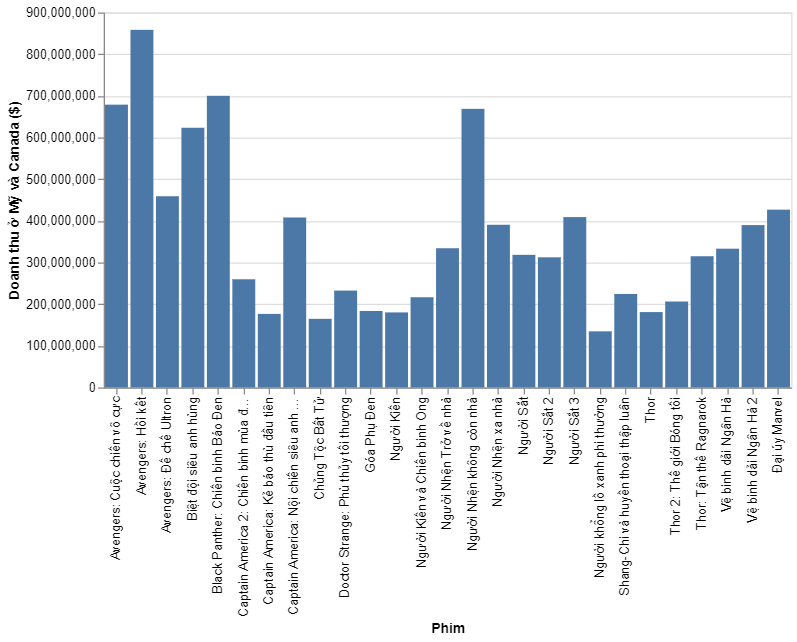 900,000,000
800,000,000
700,000,000
600,000,000
500,000,000
400,000,000
300,000,000
200,000,000
100,000,000
0
Doanh thu ở Mỹ và Canada ($)
Avengers: Cuộc chiến vô cực
Avengers: Hồi kết
Avengers: Đế chế Ultron
Biệt đội siêu anh hùng
Black Panther: Chiến binh Báo Đen
Captain America 2: Chiến binh mùa đ...
Captain America: Kẻ báo thù đầu tiên
Captain America: Nội chiến siêu anh ...
Chủng Tộc Bất Tử
Doctor Strange: Phù thủy tối thượng
Góa Phụ Đen
Người Kiến
Người Kiến và Chiến binh Ong
Người Nhện Trở về nhà
Người Nhện không còn nhà
Người Nhện xa nhà
Người Sắt
Người Sắt 2
Người Sắt 3
Người khổng lồ xanh phi thường
Shang-Chi và huyền thoại thập luân
Thor
Thor 2: Thế giới Bóng tối
Thor: Tận thế Ragnarok
Vệ binh dải Ngân Hà
Vệ binh dải Ngân Hà 2
Đại úy Marvel
Phim